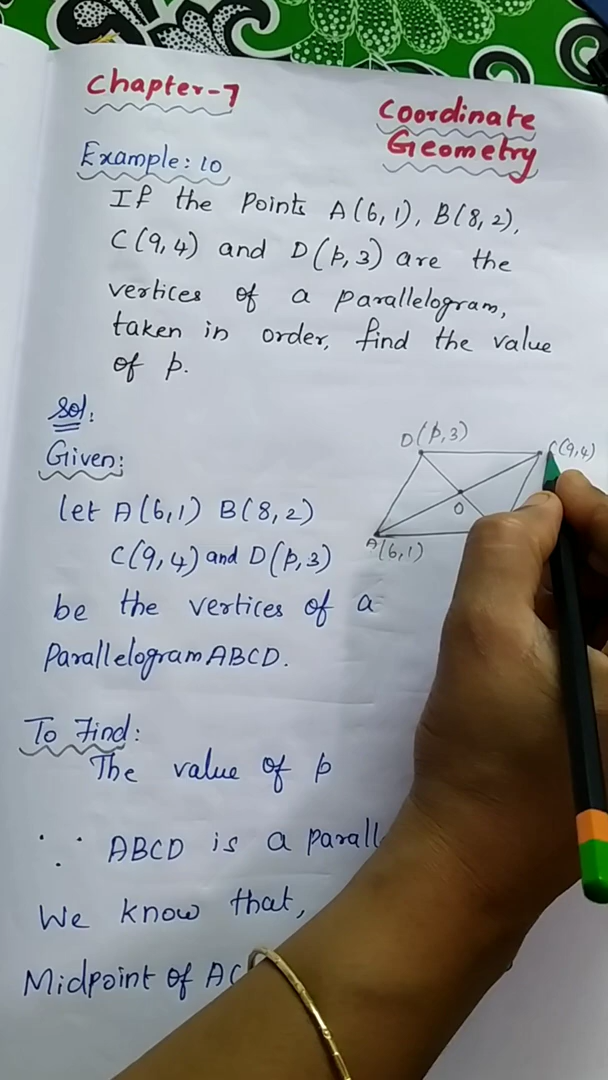 Chapter-7
Coordinate
Geometry
Example: 10
If the points A(6,1), B(8,2),
C(9,4) and D(p,3) are the
vertices of a parallelogram,
taken in order, find the value
of p.
Sol:
Given:
let A(6,1) B(8,2)
C(9,4) and D(p,3)
be the vertices of a
Parallelogram ABCD.
D(p,3)
C(9,4)
O
A(6,1)
To Find:
The value of p
∵ ABCD is a parall
We know that,
Midpoint of AC